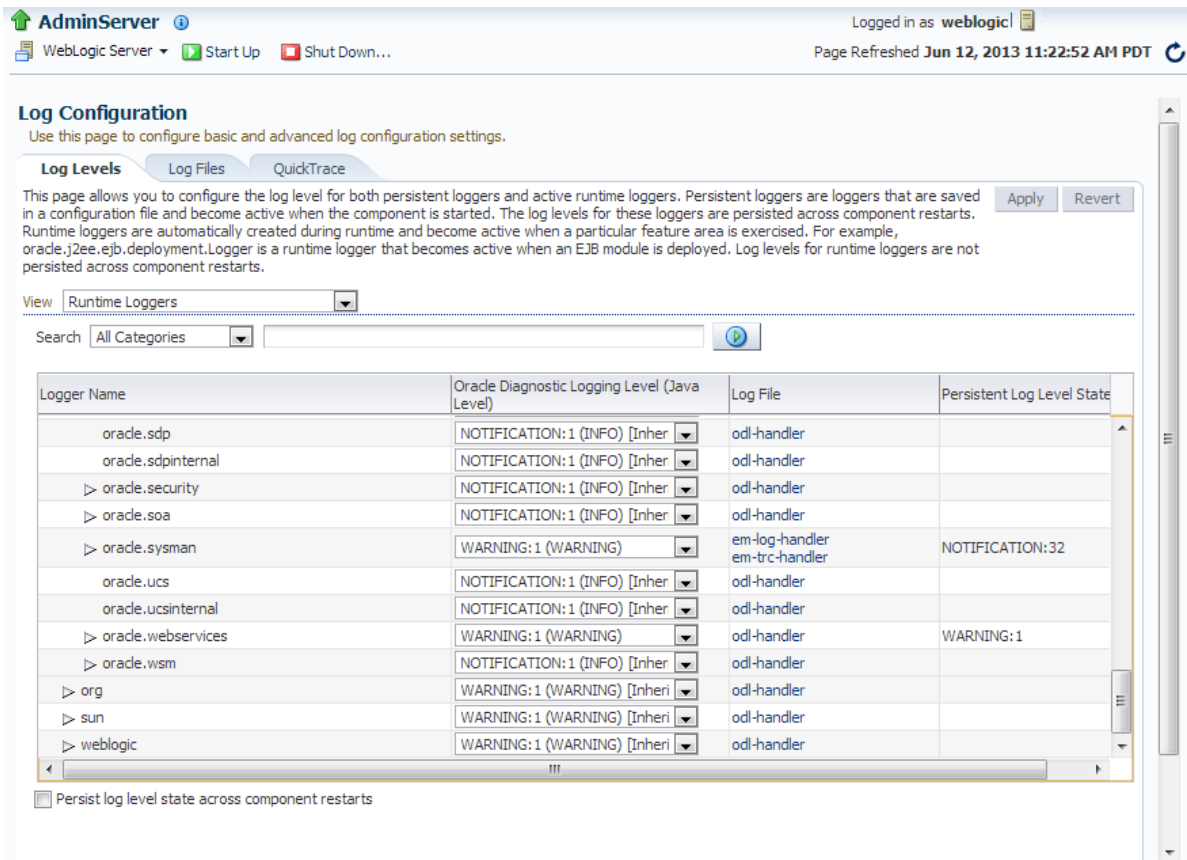 AdminServer
Logged in as weblogic
WebLogic Server Start Up Shut Down...
Page Refreshed Jun 12, 2013 11:22:52 AM PDT
Log Configuration
Use this page to configure basic and advanced log configuration settings.
Log Levels Log Files QuickTrace
This page allows you to configure the log level for both persistent loggers and active runtime loggers. Persistent loggers are loggers that are saved
in a configuration file and become active when the component is started. The log levels for these loggers are persisted across component restarts.
Runtime loggers are automatically created during runtime and become active when a particular feature area is exercised. For example,
oracle.j2ee.ejb.deployment.Logger is a runtime logger that becomes active when an EJB module is deployed. Log levels for runtime loggers are not
persisted across component restarts.
Apply Revert
View Runtime Loggers
Search All Categories
Logger Name Oracle Diagnostic Logging Level (Java
Level) Log File Persistent Log Level State
oracle.sdp NOTIFICATION:1 (INFO) [Inher odl-handler
oracle.sdpinternal NOTIFICATION:1 (INFO) [Inher odl-handler
oracle.security NOTIFICATION:1 (INFO) [Inher odl-handler
oracle.soa NOTIFICATION:1 (INFO) [Inher odl-handler
oracle.sysman WARNING:1 (WARNING) em-log-handler
em-trc-handler NOTIFICATION:32
oracle.ucs NOTIFICATION:1 (INFO) [Inher odl-handler
oracle.ucsinternal NOTIFICATION:1 (INFO) [Inher odl-handler
oracle.webservices WARNING:1 (WARNING) odl-handler WARNING:1
oracle.wsm NOTIFICATION:1 (INFO) [Inher odl-handler
org WARNING:1 (WARNING) [Inheri odl-handler
sun WARNING:1 (WARNING) [Inheri odl-handler
weblogic WARNING:1 (WARNING) [Inheri odl-handler
Persist log level state across component restarts